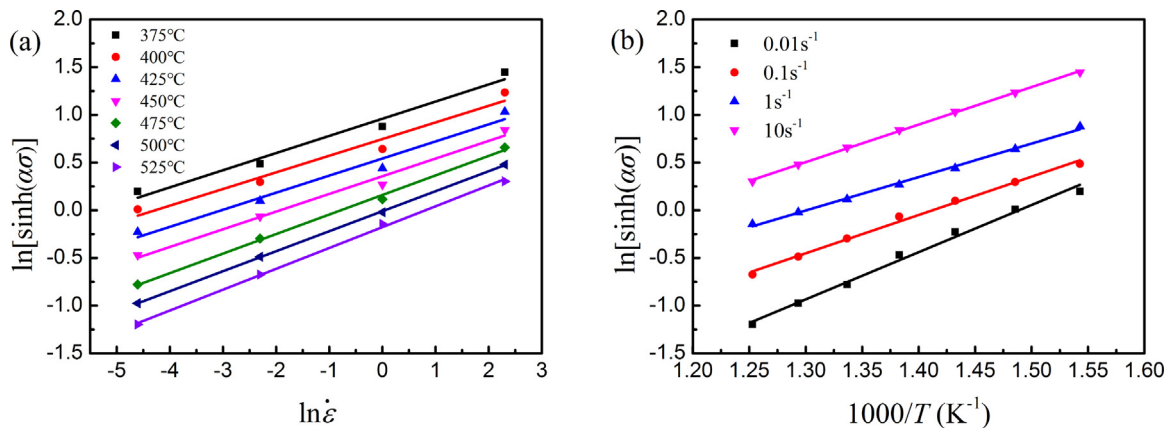 (a)
ln[sinh(ασ)]
2.0
1.5
1.0
0.5
0.0
-0.5
-1.0
-1.5
375℃
400℃
425℃
450℃
475℃
500℃
525℃
-5 -4 -3 -2 -1 0 1 2 3
lnε̇
(b)
ln[sinh(ασ)]
2.0
1.5
1.0
0.5
0.0
-0.5
-1.0
-1.5
0.01s⁻¹
0.1s⁻¹
1s⁻¹
10s⁻¹
1.20 1.25 1.30 1.35 1.40 1.45 1.50 1.55 1.60
1000/T (K⁻¹)